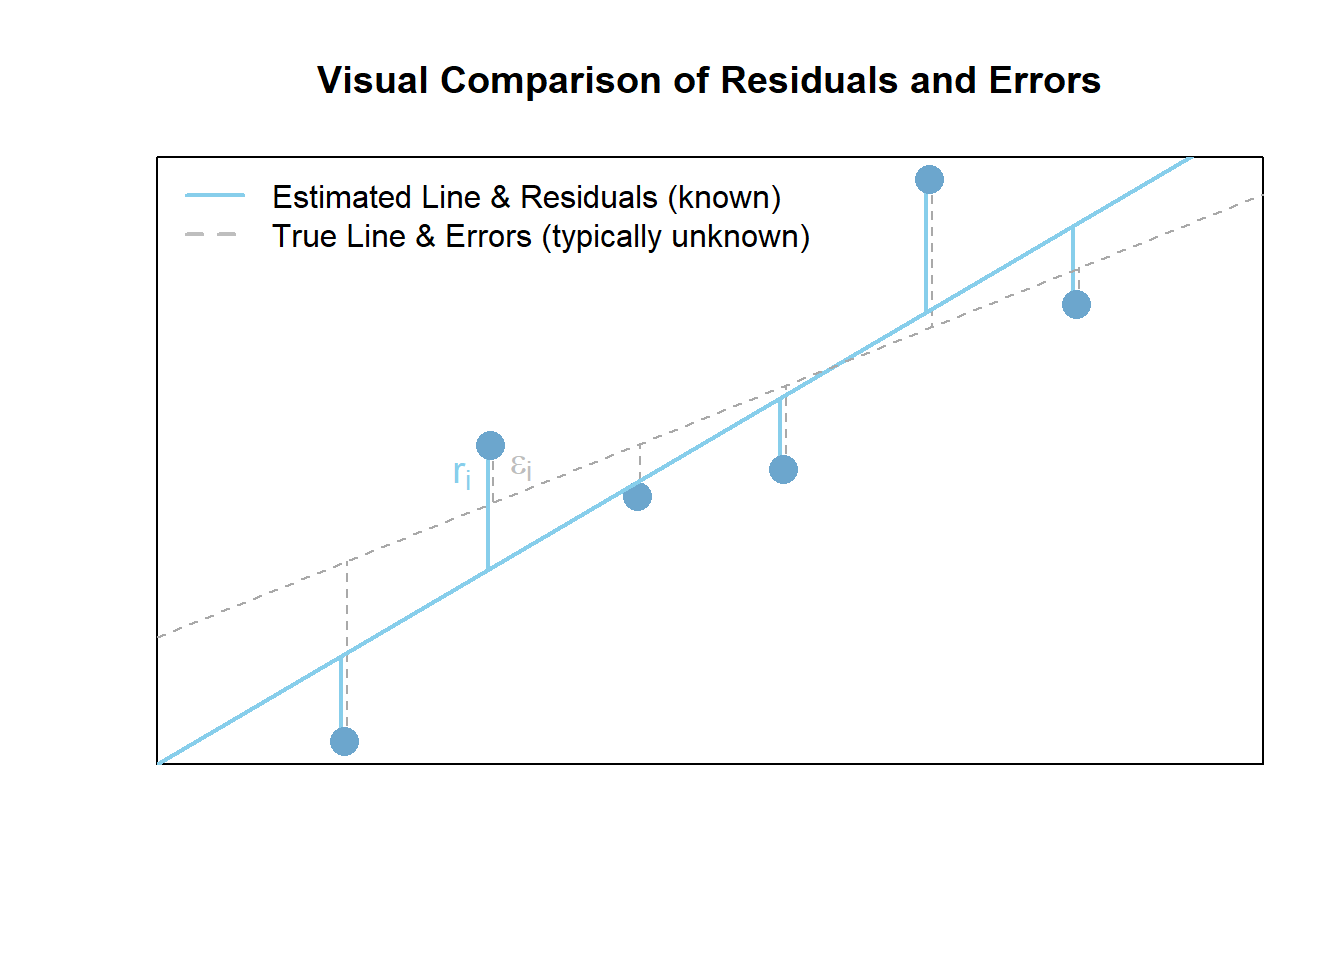 Visual Comparison of Residuals and Errors
Estimated Line & Residuals (known)
True Line & Errors (typically unknown)
rᵢ
εᵢ